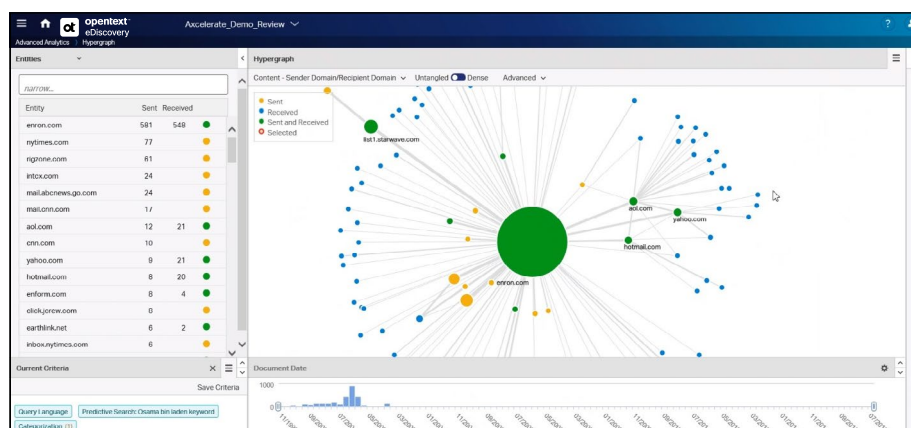 opentext
eDiscovery
Axcelerate_Demo_Review
?
Advanced Analytics | Hypergraph
Entities
narrow...
Entity Sent Received
enron.com 581 548
nytimes.com 77
rigzone.com 61
intcx.com 24
mail.abcnews.go.com 24
mail.cnn.com 17
aol.com 12 21
cnn.com 10
yahoo.com 9 21
hotmail.com 8 20
enform.com 8 4
click.jcrew.com 8
earthlink.net 6 2
inbox.nytimes.com 6
Hypergraph
Content - Sender Domain/Recipient Domain Untangled Dense Advanced
Sent
Received
Sent and Received
Selected
list1.starwave.com
aol.com
yahoo.com
hotmail.com
enron.com
Current Criteria
Save Criteria
Query Language Predictive Search: Osama bin laden keyword
Categorization (1)
Document Date
1000
0